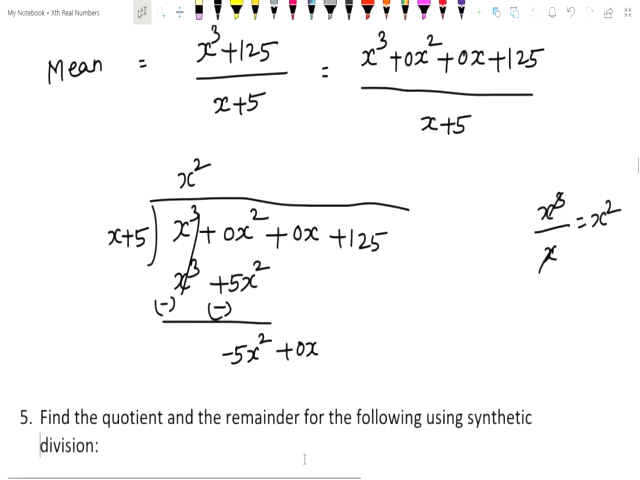 My Notebook » Xth Real Numbers
Mean = x³+125 / x+5 = x³+0x²+0x+125 / x+5
x²
x+5 ) x³+0x²+0x+125
x³/x = x²
x³+5x²
(-) (-)
-5x²+0x
5. Find the quotient and the remainder for the following using synthetic
division: